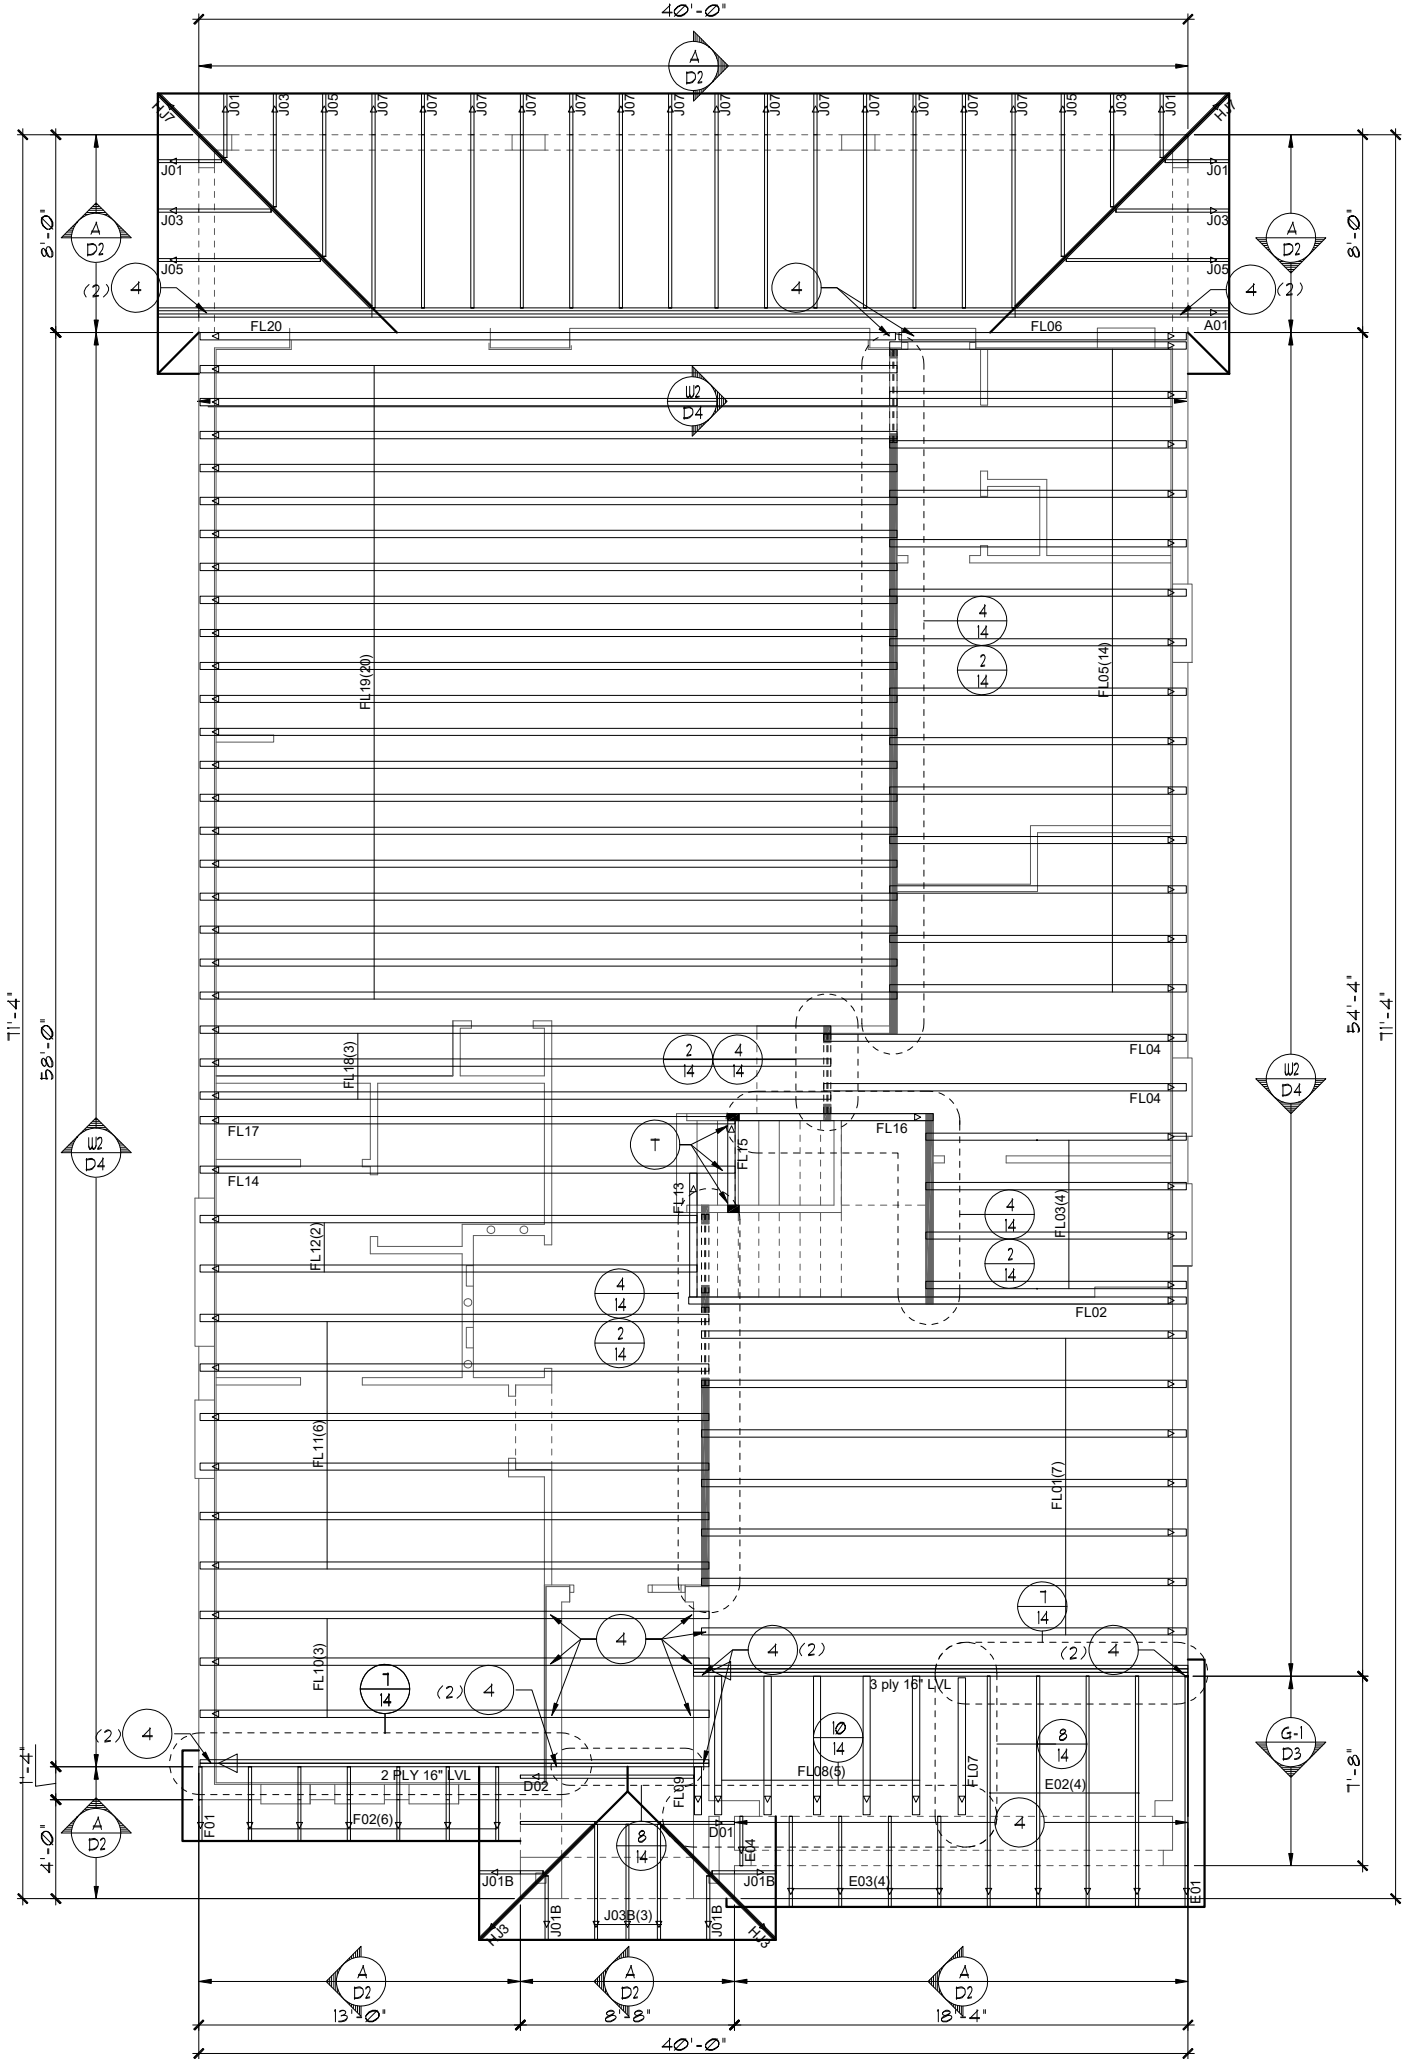 40'-0"
A
D2
HJ7
J01
J03
J05
J07
J07
J07
J07
J07
J07
J07
J07
J07
J07
J07
J07
J07
J07
J05
J03
J01
HJ7
J01
J01
J03
J03
J05
J05
8'-0"
A
D2
A
D2
8'-0"
(2)
4
4
4
(2)
FL20
FL06
A01
W2
D4
4
14
2
14
FL19(20)
FL05(14)
71'-4"
58'-0"
54'-4"
71'-4"
FL18(3)
2
14
4
14
FL04
W2
D4
FL04
FL17
W2
D4
T
FL15
FL16
FL14
FL13
FL12(2)
FL03(4)
4
14
2
14
4
14
2
14
FL02
FL11(6)
FL01(7)
7
14
4
FL10(3)
4
(2)
(2)
4
7
14
(2)
4
3 ply 16" LVL
(2)
4
10
14
8
14
G-1
D3
1'-4"
2 PLY 16" LVL
D02
FL09
FL08(5)
FL07
E02(4)
7'-8"
F01
F02(6)
A
D2
4'-0"
8
14
D01
4
E04
J01B
J01B
E03(4)
E01
J01B
J03B(3)
J01B
HJ3
HJ3
A
D2
A
D2
A
D2
13'-0"
8'-8"
18'-4"
40'-0"